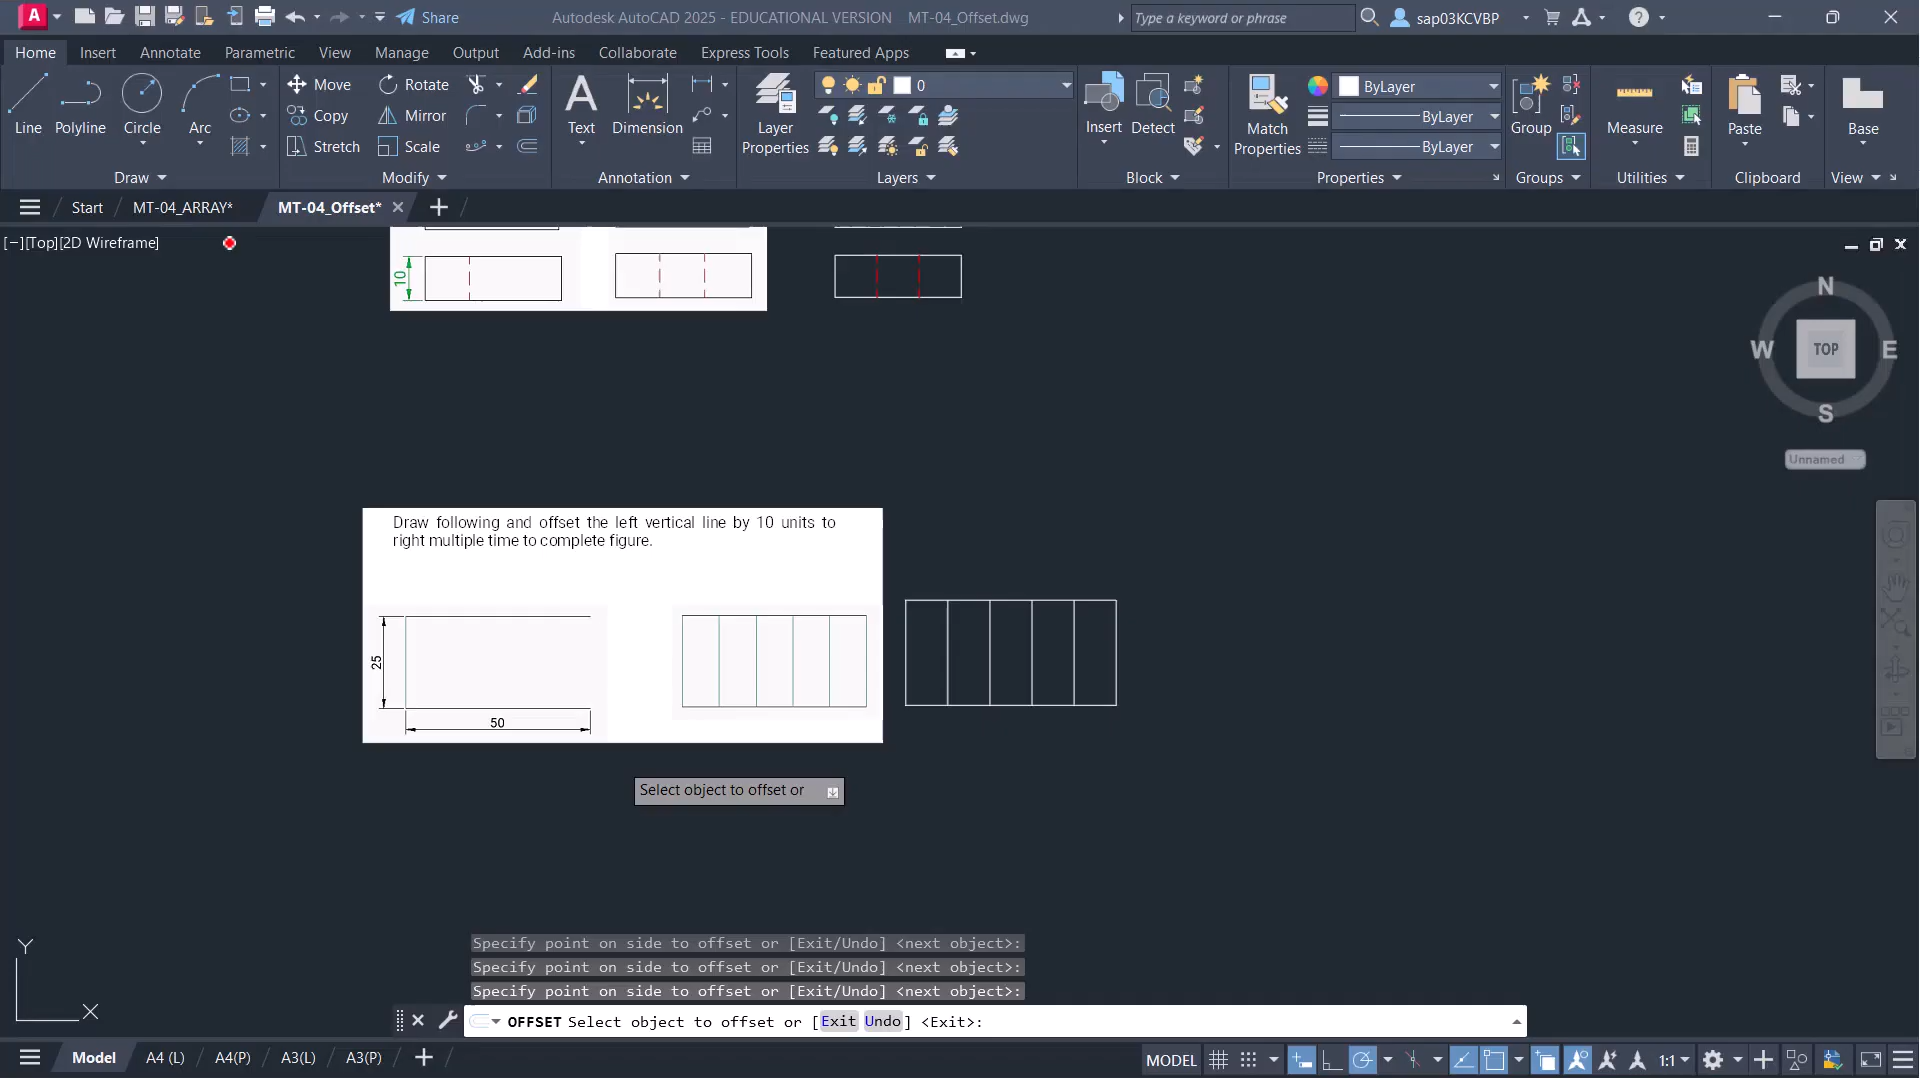 A Share Autodesk AutoCAD 2025 - EDUCATIONAL VERSION MT-04_Offset.dwg Type a keyword or phrase sap03KCVBP
Home Insert Annotate Parametric View Manage Output Add-ins Collaborate Express Tools Featured Apps
Move Rotate 0 ByLayer
Copy Mirror ByLayer
Line Polyline Circle Arc Text Dimension Layer Properties Insert Detect Match Properties Group Measure Paste Base
Stretch Scale ByLayer
Draw Modify Annotation Layers Block Properties Groups Utilities Clipboard View
Start MT-04_ARRAY* MT-04_Offset*
[−][Top][2D Wireframe]
10
N
W TOP E
S
Unnamed
Draw following and offset the left vertical line by 10 units to
right multiple time to complete figure.
25
50
Select object to offset or
Specify point on side to offset or [Exit/Undo] <next object>:
Specify point on side to offset or [Exit/Undo] <next object>:
Specify point on side to offset or [Exit/Undo] <next object>:
Y
X
OFFSET Select object to offset or [Exit Undo] <Exit>:
Model A4 (L) A4(P) A3(L) A3(P) MODEL 1:1